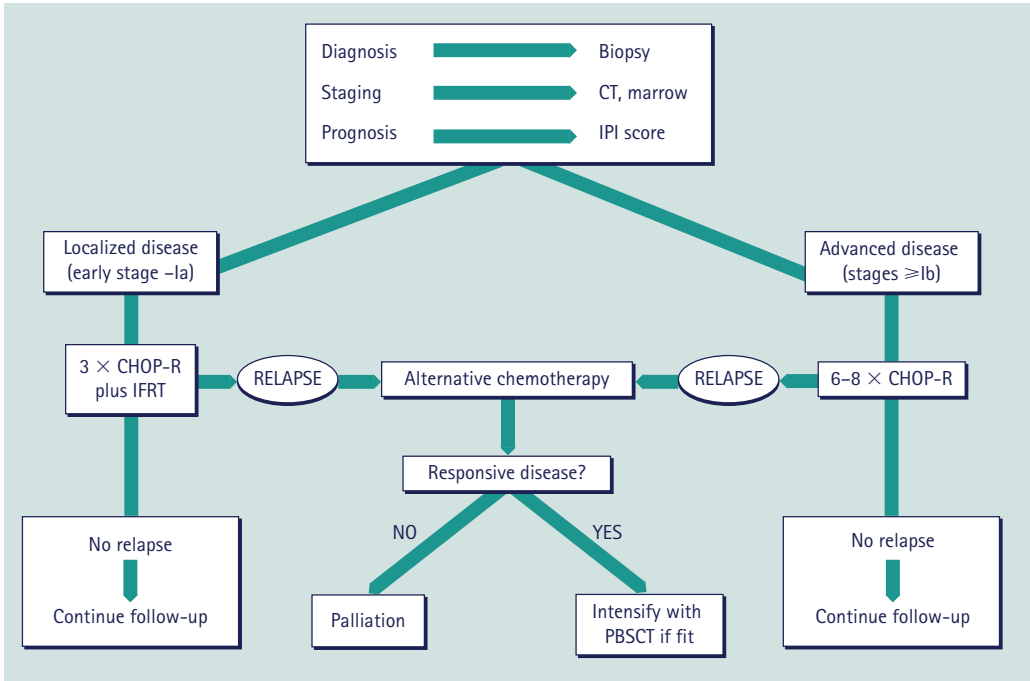 Diagnosis Biopsy
Staging CT, marrow
Prognosis IPI score
Localized disease
(early stage –Ia)
Advanced disease
(stages ≥Ib)
3 × CHOP-R
plus IFRT
RELAPSE
Alternative chemotherapy
RELAPSE
6–8 × CHOP-R
Responsive disease?
NO
YES
No relapse
Continue follow-up
Palliation
Intensify with
PBSCT if fit
No relapse
Continue follow-up